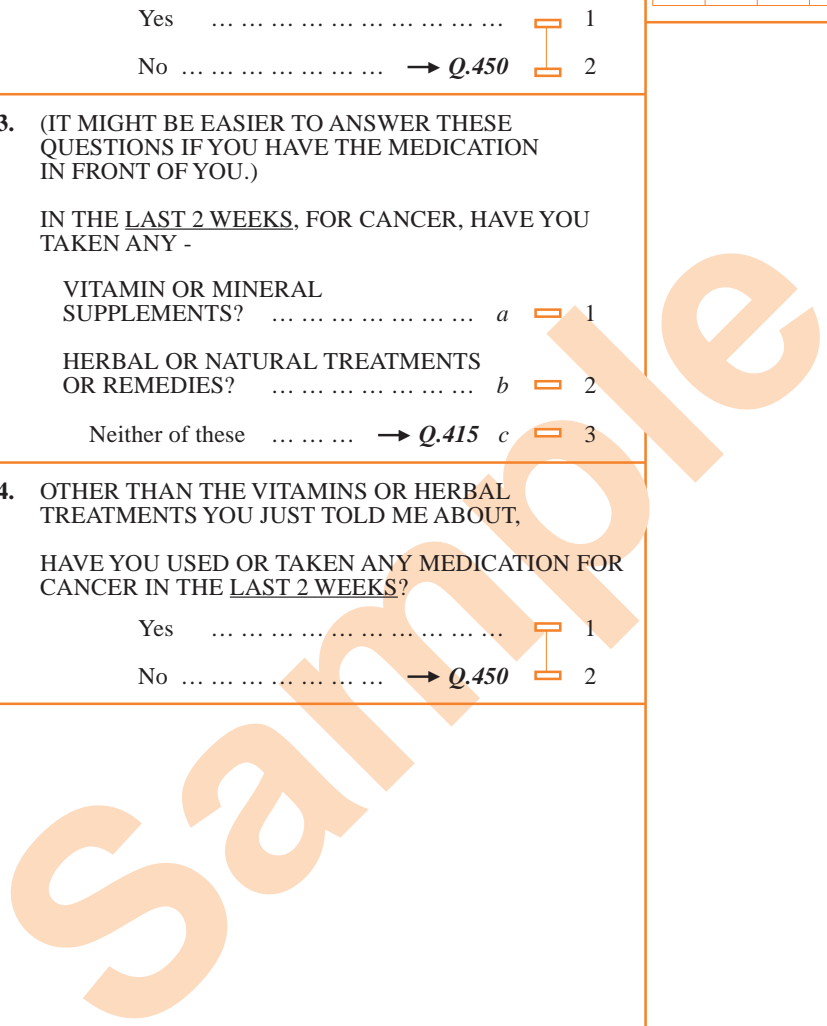 Yes … … … … … … … … … … 1
No … … … … … … … → Q.450 2
3. (IT MIGHT BE EASIER TO ANSWER THESE
QUESTIONS IF YOU HAVE THE MEDICATION
IN FRONT OF YOU.)
IN THE LAST 2 WEEKS, FOR CANCER, HAVE YOU
TAKEN ANY -
VITAMIN OR MINERAL
SUPPLEMENTS? … … … … … … … a 1
HERBAL OR NATURAL TREATMENTS
OR REMEDIES? … … … … … … … b 2
Neither of these … … … → Q.415 c 3
4. OTHER THAN THE VITAMINS OR HERBAL
TREATMENTS YOU JUST TOLD ME ABOUT,
HAVE YOU USED OR TAKEN ANY MEDICATION FOR
CANCER IN THE LAST 2 WEEKS?
Yes … … … … … … … … … … 1
No … … … … … … … → Q.450 2
Sample